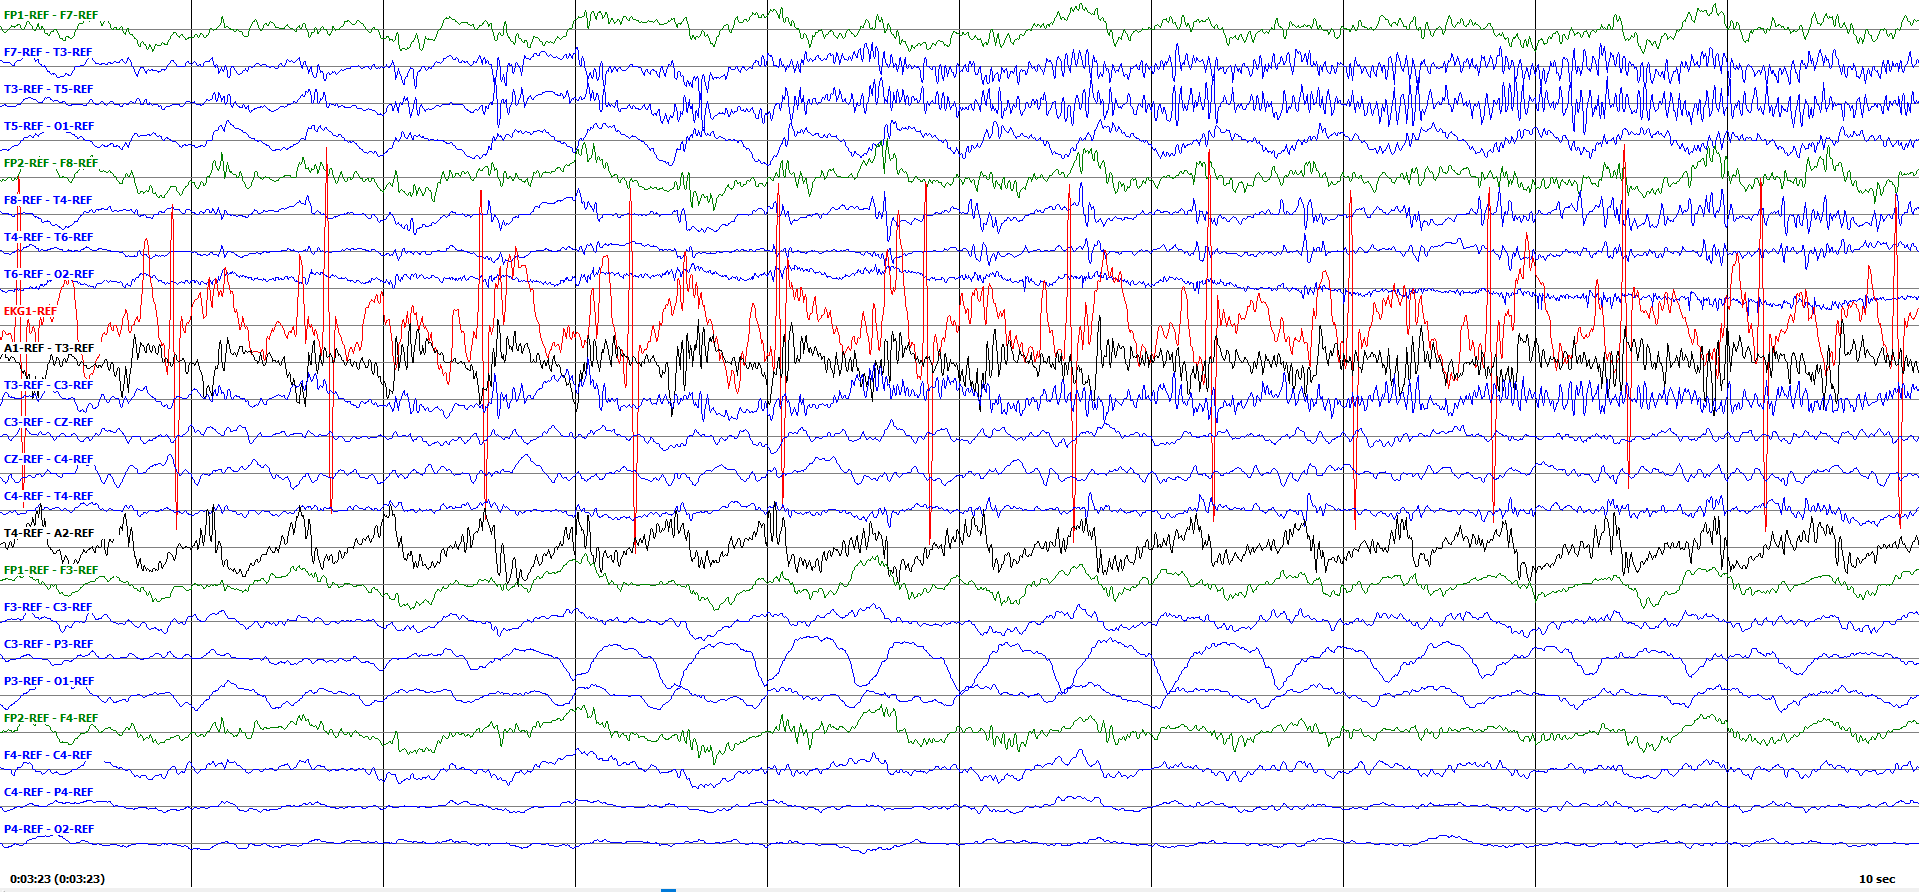 FP1-REF - F7-REF
F7-REF - T3-REF
T3-REF - T5-REF
T5-REF - O1-REF
FP2-REF - F8-REF
F8-REF - T4-REF
T4-REF - T6-REF
T6-REF - O2-REF
EKG1-REF
A1-REF - T3-REF
T3-REF - C3-REF
C3-REF - CZ-REF
CZ-REF - C4-REF
C4-REF - T4-REF
T4-REF - A2-REF
FP1-REF - F3-REF
F3-REF - C3-REF
C3-REF - P3-REF
P3-REF - O1-REF
FP2-REF - F4-REF
F4-REF - C4-REF
C4-REF - P4-REF
P4-REF - O2-REF
0:03:23 (0:03:23) 10 sec